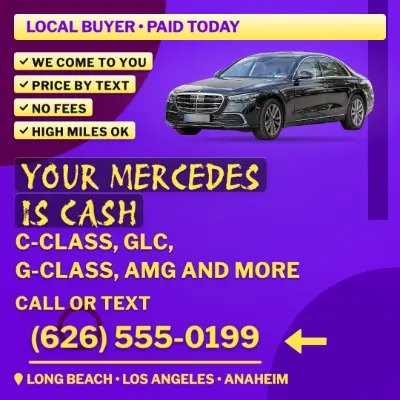 LOCAL BUYER • PAID TODAY
✓ WE COME TO YOU
✓ PRICE BY TEXT
✓ NO FEES
✓ HIGH MILES OK
YOUR MERCEDES
IS CASH
C-CLASS, GLC,
G-CLASS, AMG AND MORE
CALL OR TEXT
(626) 555-0199
LONG BEACH • LOS ANGELES • ANAHEIM